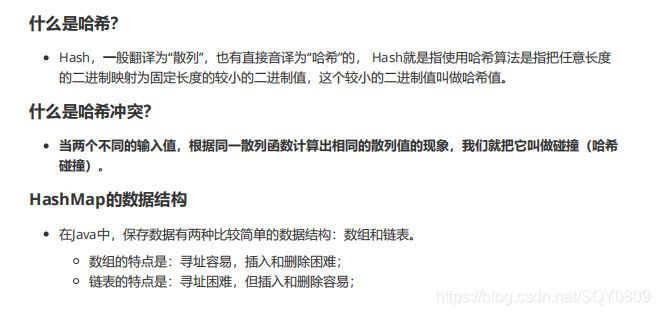 什么是哈希？
Hash，一般翻译为“散列”，也有直接音译为“哈希”的， Hash就是指使用哈希算法是指把任意长度
的二进制映射为固定长度的较小的二进制值，这个较小的二进制值叫做哈希值。
什么是哈希冲突？
当两个不同的输入值，根据同一散列函数计算出相同的散列值的现象，我们就把它叫做碰撞（哈希
碰撞）。
HashMap的数据结构
在Java中，保存数据有两种比较简单的数据结构：数组和链表。
数组的特点是：寻址容易，插入和删除困难；
链表的特点是：寻址困难，但插入和删除容易；
https://blog.csdn.net/SQY0809